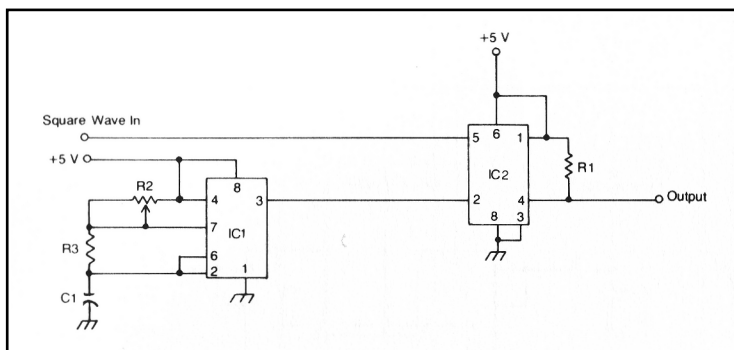 +5 V
Square Wave In
5 6 1
+5 V
R1
IC2
R2
8
4 3
2 4
Output
7
8 3
IC1
R3
6
2 1
C1